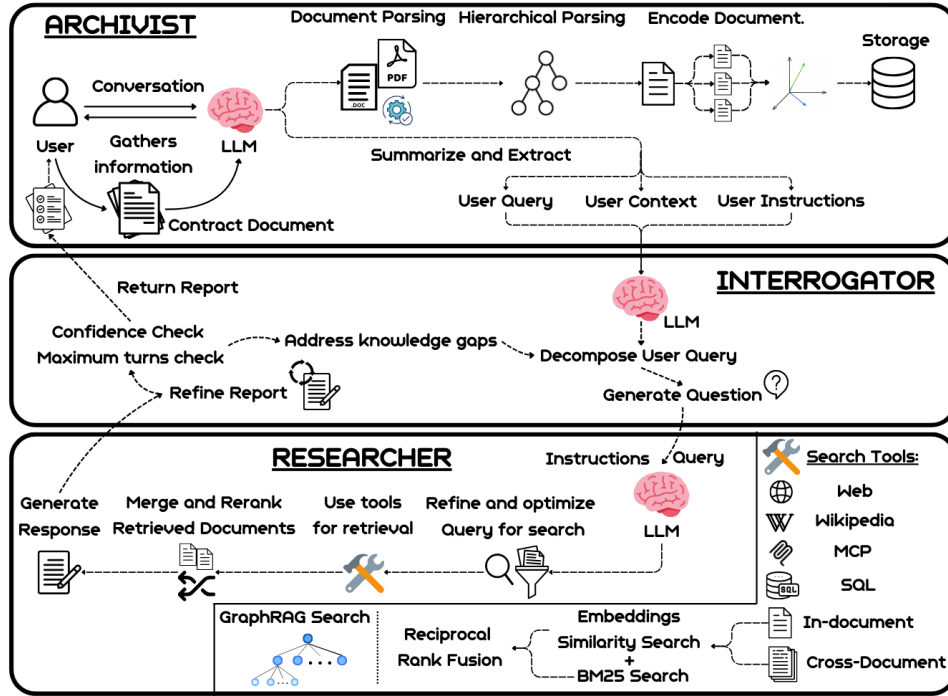 ARCHIVIST
Document Parsing
Hierarchical Parsing
Encode Document.
Storage
PDF
.DOC
Conversation
User
LLM
Gathers
information
Contract Document
Summarize and Extract
User Query
User Context
User Instructions
INTERROGATOR
Return Report
LLM
Confidence Check
Maximum turns check
Address knowledge gaps
Decompose User Query
Refine Report
Generate Question
?
RESEARCHER
Instructions
Query
LLM
Generate
Response
Merge and Rerank
Retrieved Documents
Use tools
for retrieval
Refine and optimize
Query for search
Search Tools:
Web
W
Wikipedia
MCP
SQL
SQL
In-document
Cross-Document
GraphRAG Search
Reciprocal
Rank Fusion
Embeddings
Similarity Search
+
BM25 Search